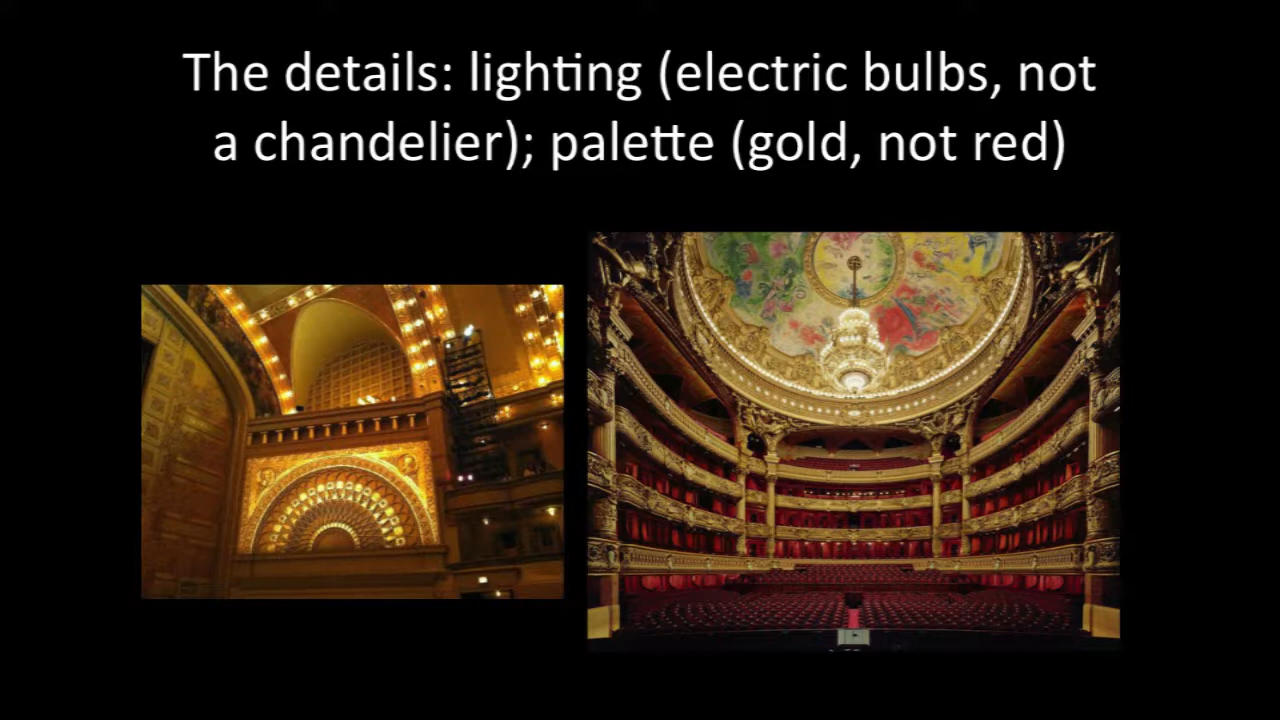 The details: lighting (electric bulbs, not
a chandelier); palette (gold, not red)